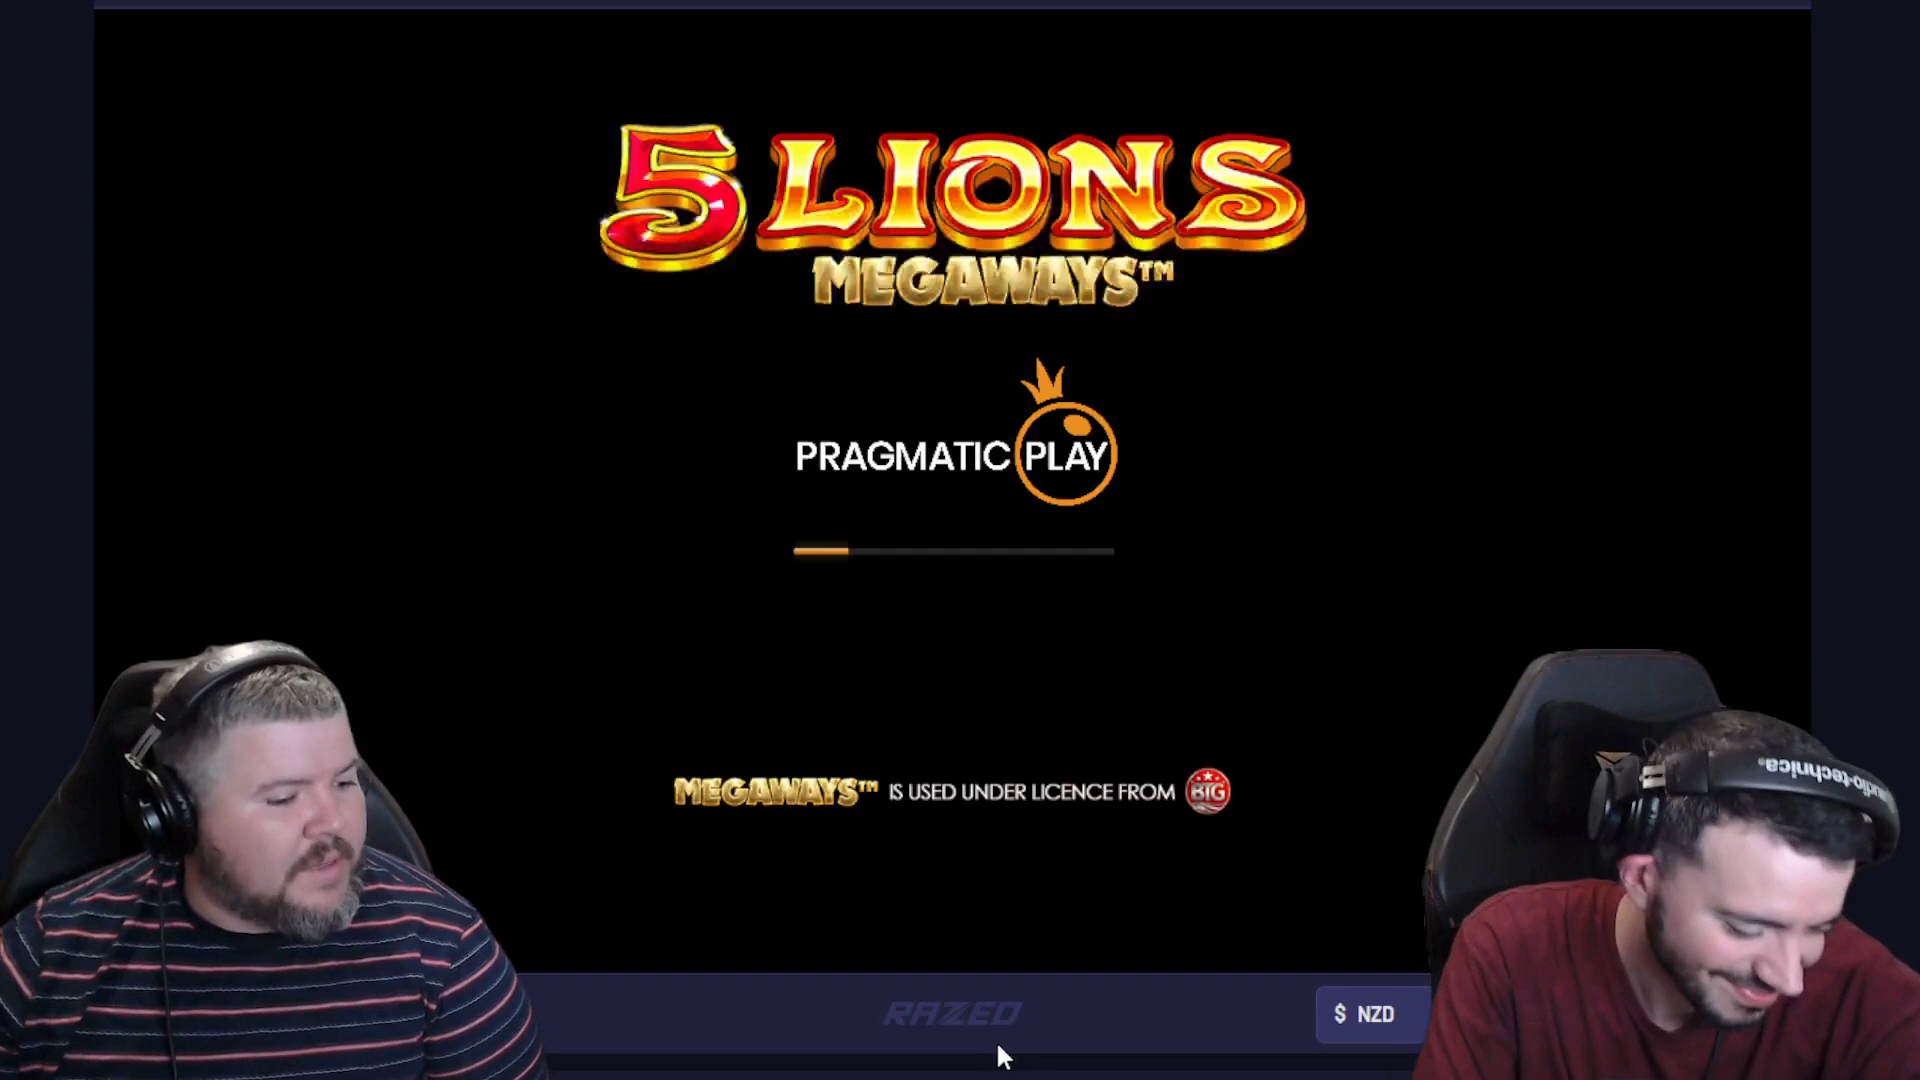 5 LIONS
MEGAWAYS™
PRAGMATIC PLAY
MEGAWAYS™ IS USED UNDER LICENCE FROM BIG
RAZED
$ NZD
audio-technica®